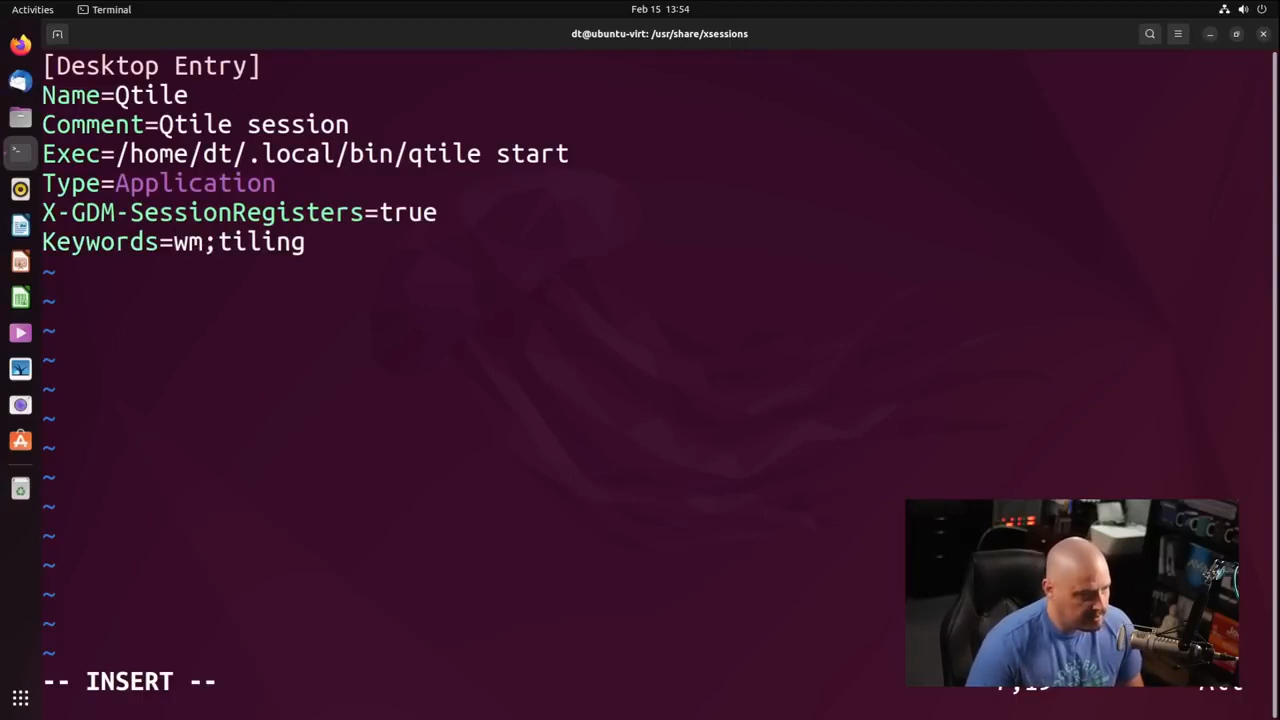 Activities
Terminal
Feb 15 13:54
dt@ubuntu-virt: /usr/share/xsessions
[Desktop Entry]
Name=Qtile
Comment=Qtile session
Exec=/home/dt/.local/bin/qtile start
Type=Application
X-GDM-SessionRegisters=true
Keywords=wm;tiling
~
~
~
~
~
~
~
~
~
~
~
~
~
~
-- INSERT --